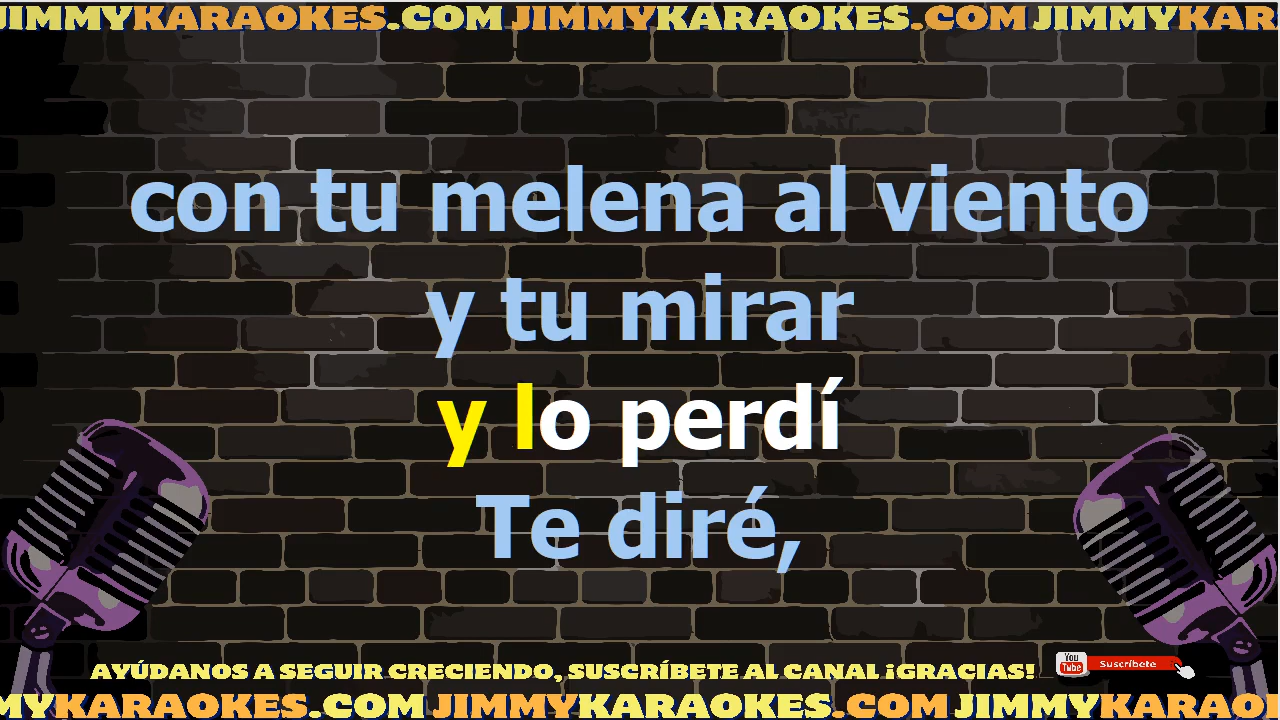 JIMMYKARAOKES.COM JIMMYKARAOKES.COM JIMMYKAR
con tu melena al viento
y tu mirar
y lo perdí
Te diré,
AYÚDANOS A SEGUIR CRECIENDO, SUSCRÍBETE AL CANAL ¡GRACIAS!
You Tube Suscríbete
MYKARAOKES.COM JIMMYKARAOKES.COM JIMMYKARAO